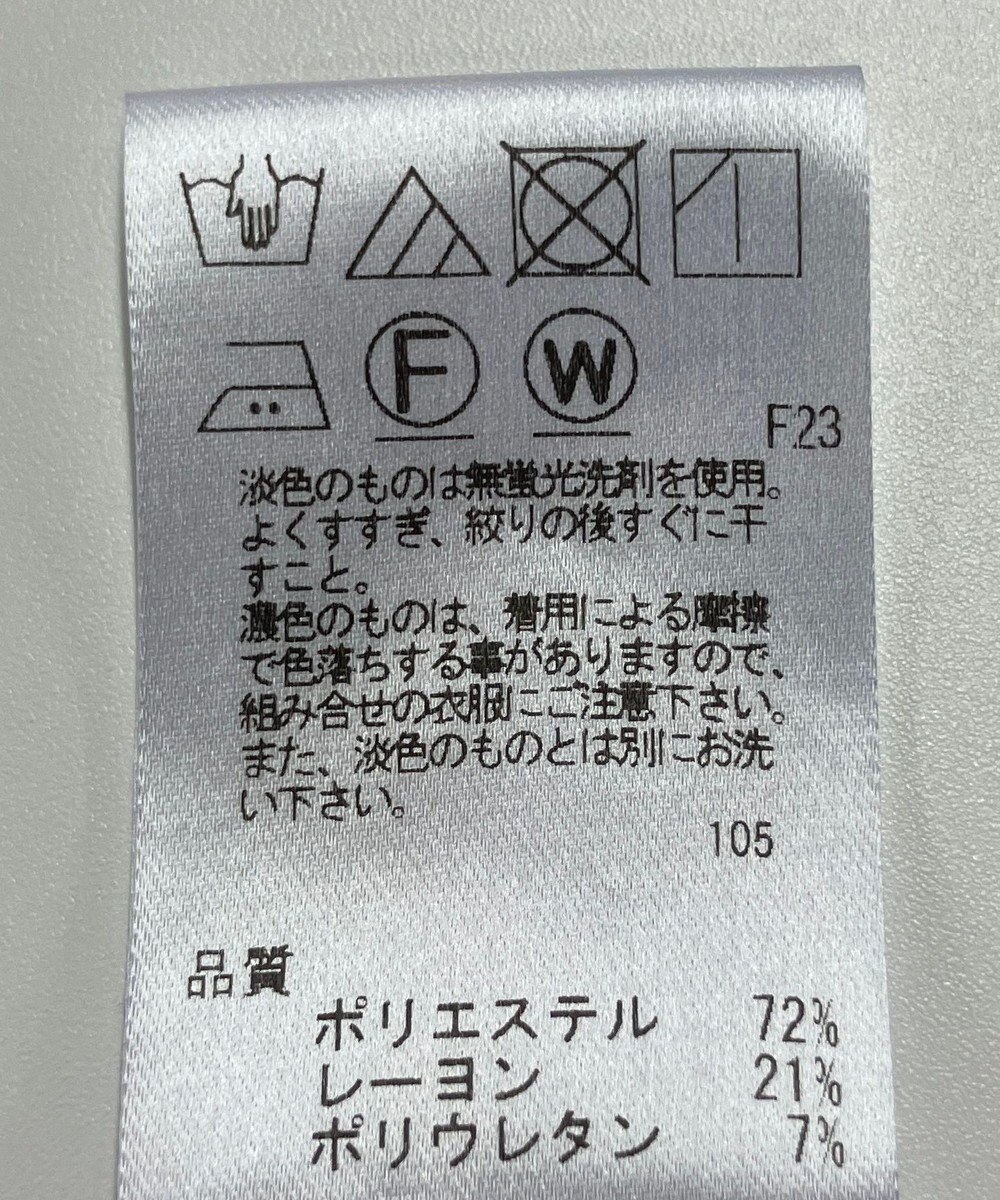 F
W
F23
淡色のものは無蛍光洗剤を使用。
よくすすぎ、絞りの後すぐに干
すこと。
濃色のものは、着用による摩擦
で色落ちする事がありますので、
組み合せの衣服にご注意下さい。
また、淡色のものとは別にお洗
い下さい。
105
品質
ポリエステル 72%
レーヨン 21%
ポリウレタン 7%